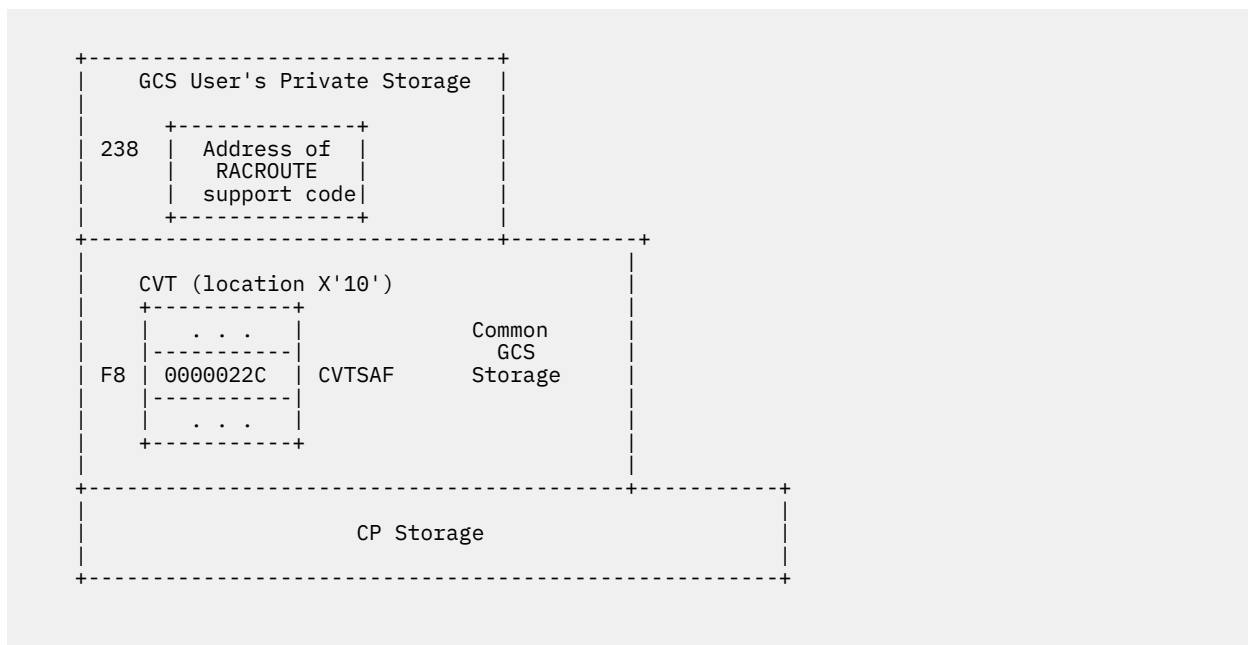 GCS User's Private Storage
238 Address of
RACROUTE
support code
CVT (location X'10')
. . . Common
GCS
F8 0000022C CVTSAF Storage
. . .
CP Storage